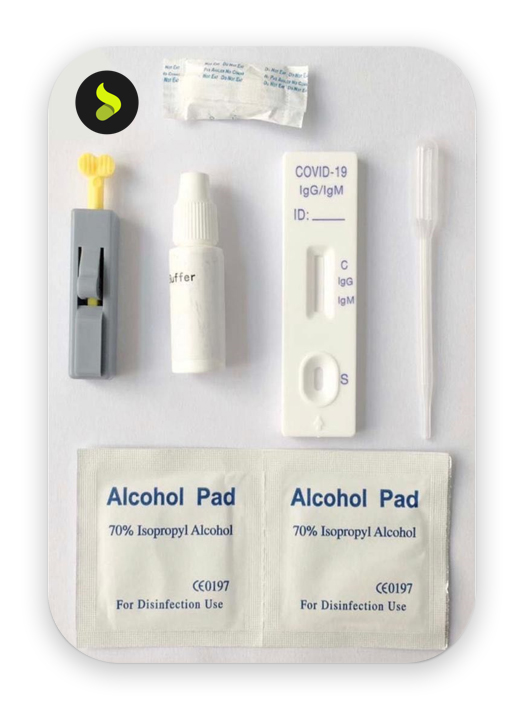 COVID-19
IgG/IgM
ID:
C
IgG
IgM
S
uffer
Alcohol Pad
70% Isopropyl Alcohol
CE0197
For Disinfection Use
Alcohol Pad
70% Isopropyl Alcohol
CE0197
For Disinfection Use